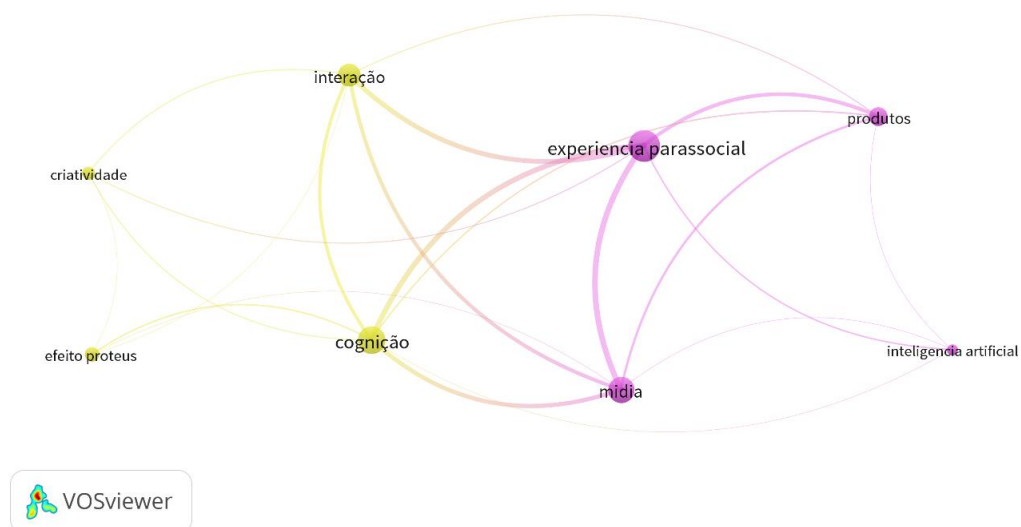 interação
produtos
experiencia parassocial
criatividade
cognição
efeito proteus
inteligencia artificial
midia
VOSviewer